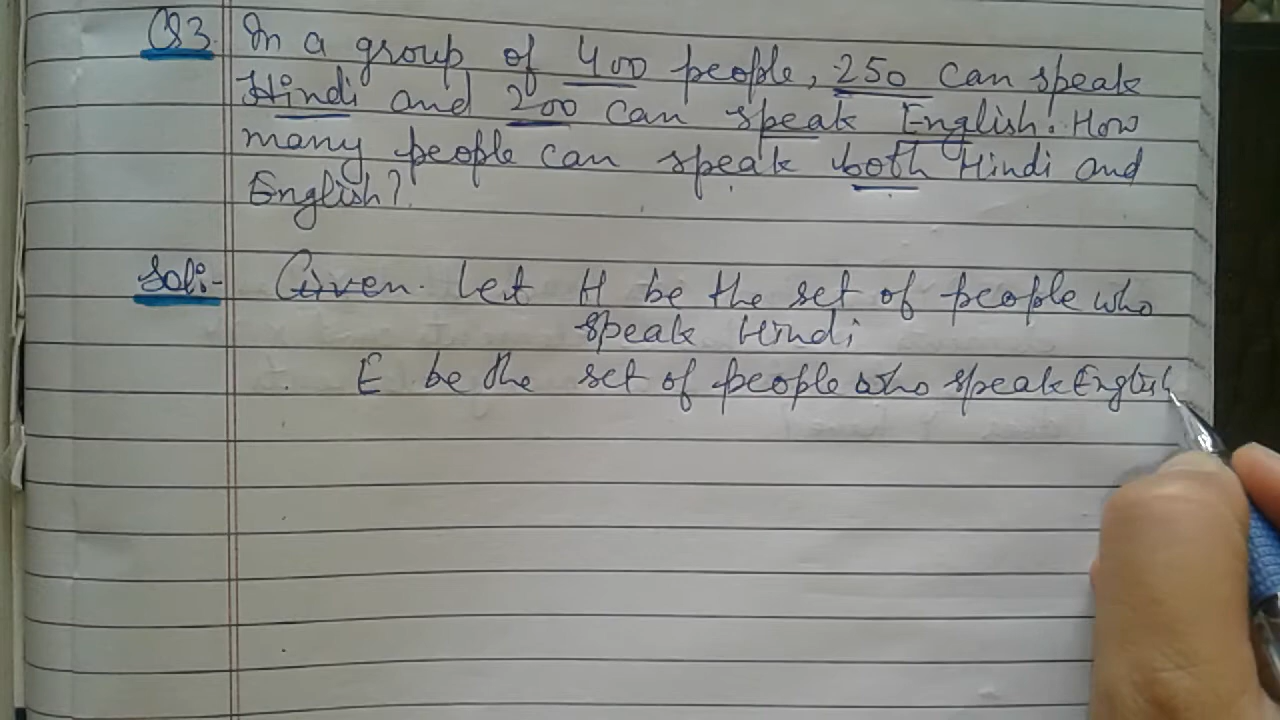 Q3. In a group of 400 people, 250 can speak
Hindi and 200 can speak English. How
many people can speak both Hindi and
English?
Sol:- Given. Let H be the set of people who
speak Hindi
E be the set of people who speak English